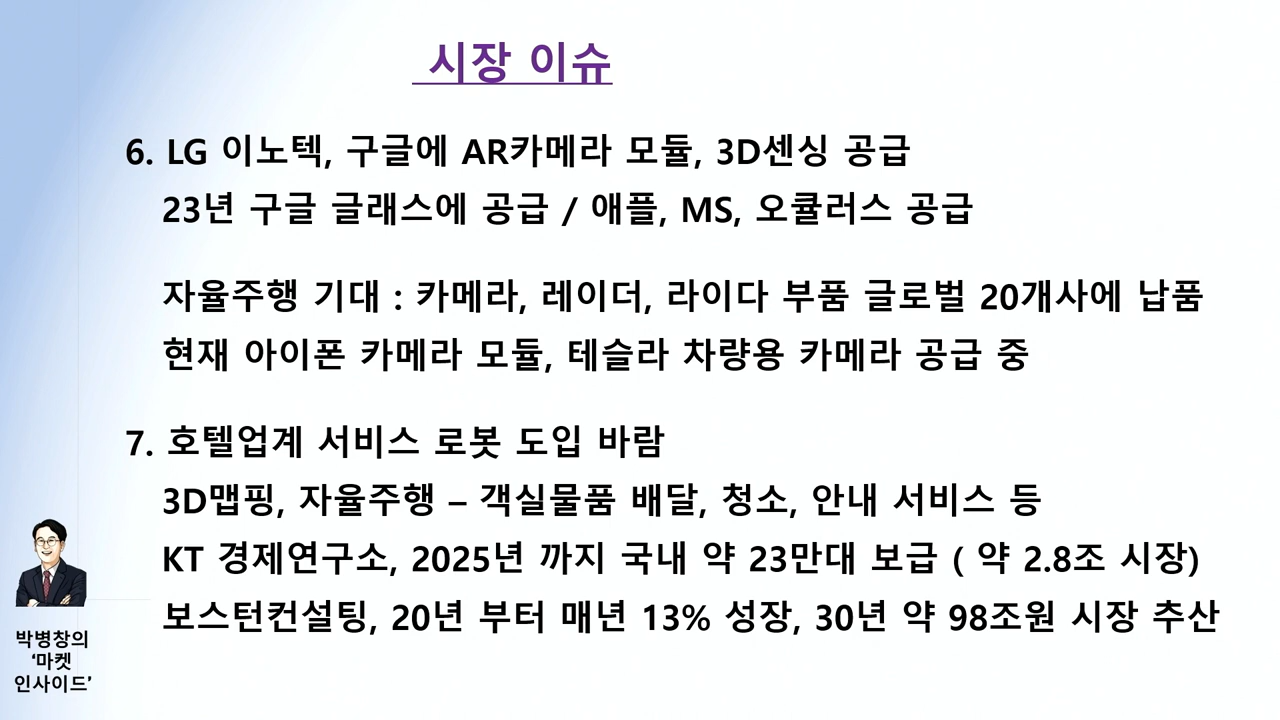 시장 이슈
6. LG 이노텍, 구글에 AR카메라 모듈, 3D센싱 공급
23년 구글 글래스에 공급 / 애플, MS, 오큘러스 공급
자율주행 기대 : 카메라, 레이더, 라이다 부품 글로벌 20개사에 납품
현재 아이폰 카메라 모듈, 테슬라 차량용 카메라 공급 중
7. 호텔업계 서비스 로봇 도입 바람
3D맵핑, 자율주행 – 객실물품 배달, 청소, 안내 서비스 등
KT 경제연구소, 2025년 까지 국내 약 23만대 보급 ( 약 2.8조 시장)
보스턴컨설팅, 20년 부터 매년 13% 성장, 30년 약 98조원 시장 추산
박병창의
‘마켓
인사이드’